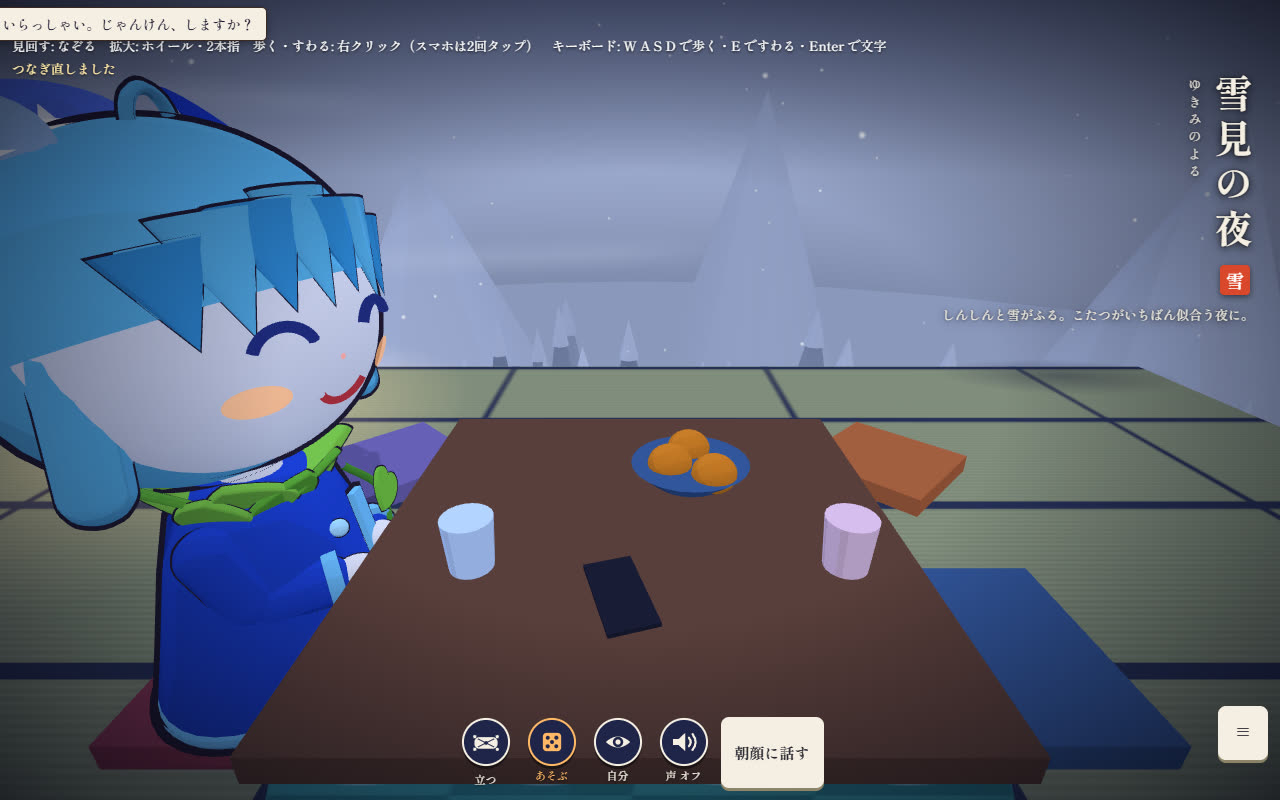 いらっしゃい。じゃんけん、しますか？
見回す: なぞる　拡大: ホイール・2本指　歩く・すわる: 右クリック（スマホは2回タップ）　キーボード: W A S D で歩く・E ですわる・Enter で文字
つなぎ直しました
雪見の夜
ゆきみのよる
雪
しんしんと雪がふる。こたつがいちばん似合う夜に。
立つ
あそぶ
自分
声 オフ
朝顔に話す